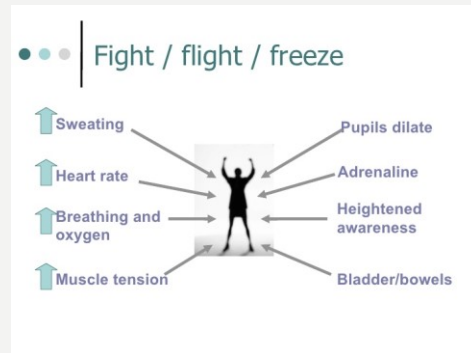 Fight / flight / freeze
Sweating
Heart rate
Breathing and
oxygen
Muscle tension
Pupils dilate
Adrenaline
Heightened
awareness
Bladder/bowels